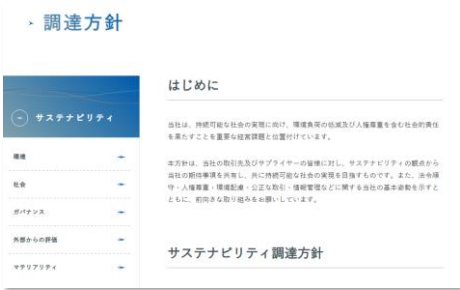 調達方針
はじめに
当社は、持続可能な社会の実現に向け、環境負荷の低減及び人権尊重を含む社会的責任
を果たすことを重要な経営課題と位置付けています。
サステナビリティ
本方針は、当社の取引先及びサプライヤーの皆様に対し、サステナビリティの観点から
当社の期待事項を共有し、共に持続可能な社会の実現を目指すものです。また、法令順
守・人権尊重・環境配慮・公正な取引・情報管理などに関する当社の基本姿勢を示すと
ともに、前向きな取り組みをお願いしています。
環境
社会
ガバナンス
外部からの評価
マテリアリティ
サステナビリティ調達方針